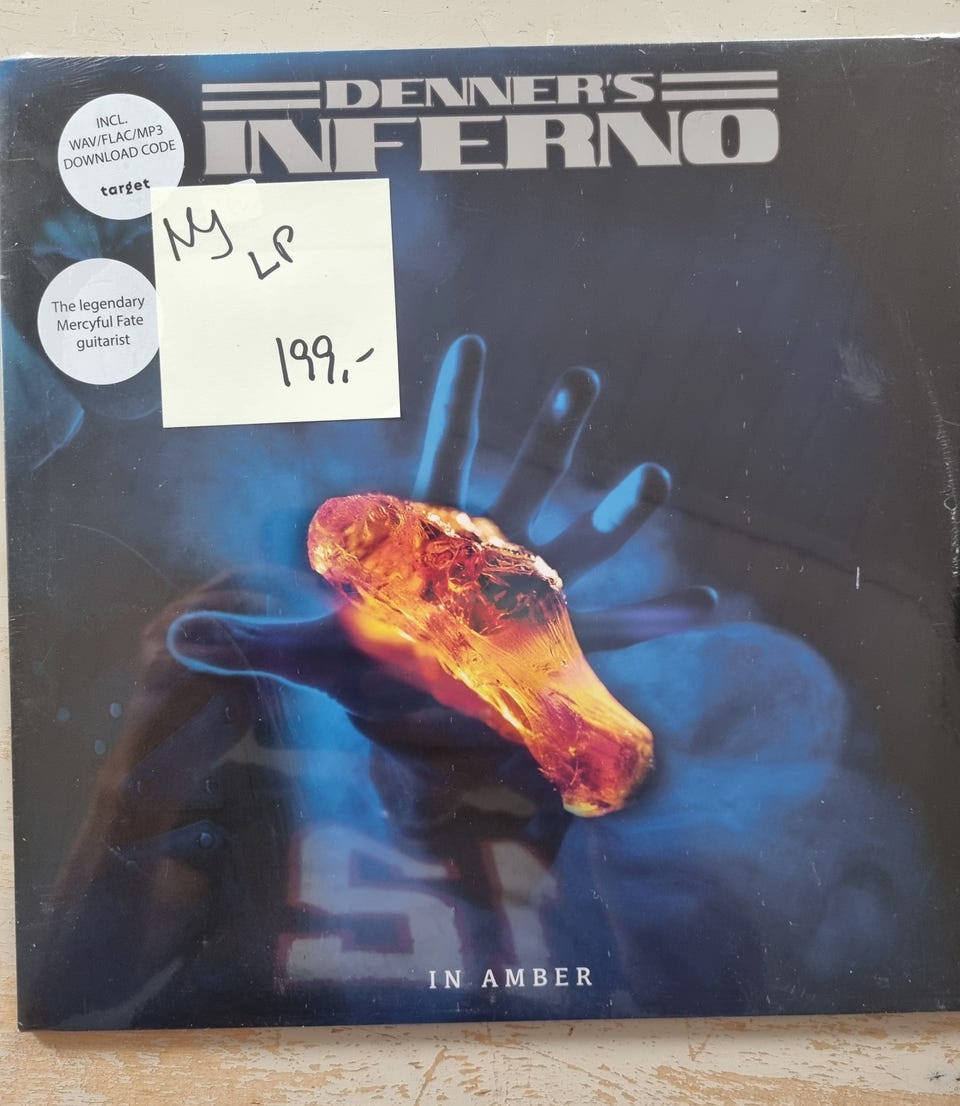 DENNER'S
INFERNO
INCL.
WAV/FLAC/MP3
DOWNLOAD CODE
target
The legendary
Mercyful Fate
guitarist
NY
LP
199,-
IN AMBER